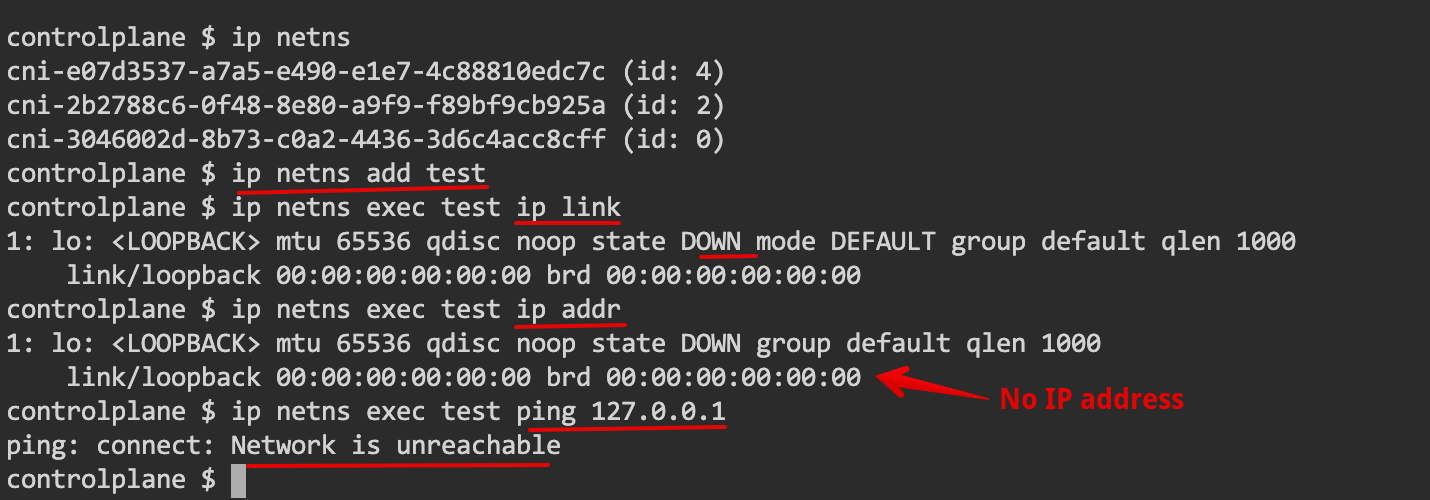 controlplane $ ip netns
cni-e07d3537-a7a5-e490-e1e7-4c88810edc7c (id: 4)
cni-2b2788c6-0f48-8e80-a9f9-f89bf9cb925a (id: 2)
cni-3046002d-8b73-c0a2-4436-3d6c4acc8cff (id: 0)
controlplane $ ip netns add test
controlplane $ ip netns exec test ip link
1: lo: <LOOPBACK> mtu 65536 qdisc noop state DOWN mode DEFAULT group default qlen 1000
    link/loopback 00:00:00:00:00:00 brd 00:00:00:00:00:00
controlplane $ ip netns exec test ip addr
1: lo: <LOOPBACK> mtu 65536 qdisc noop state DOWN group default qlen 1000
    link/loopback 00:00:00:00:00:00 brd 00:00:00:00:00:00
No IP address
controlplane $ ip netns exec test ping 127.0.0.1
ping: connect: Network is unreachable
controlplane $